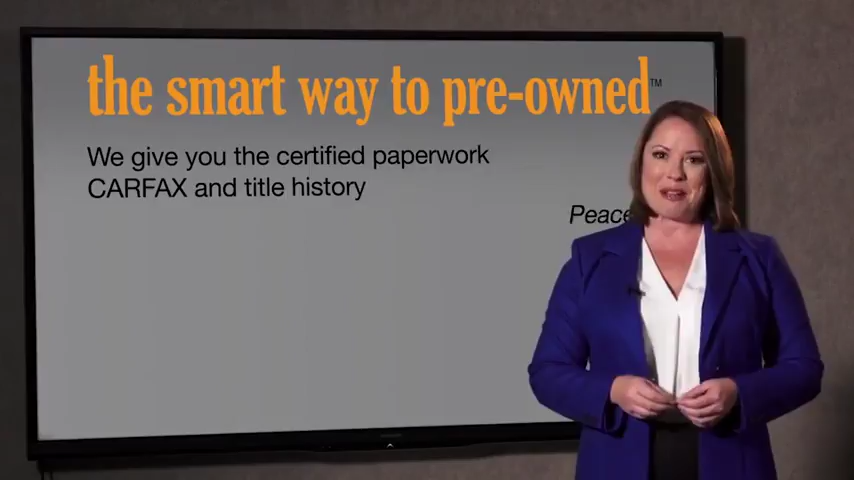 the smart way to pre-owned™
We give you the certified paperwork
CARFAX and title history
Peace